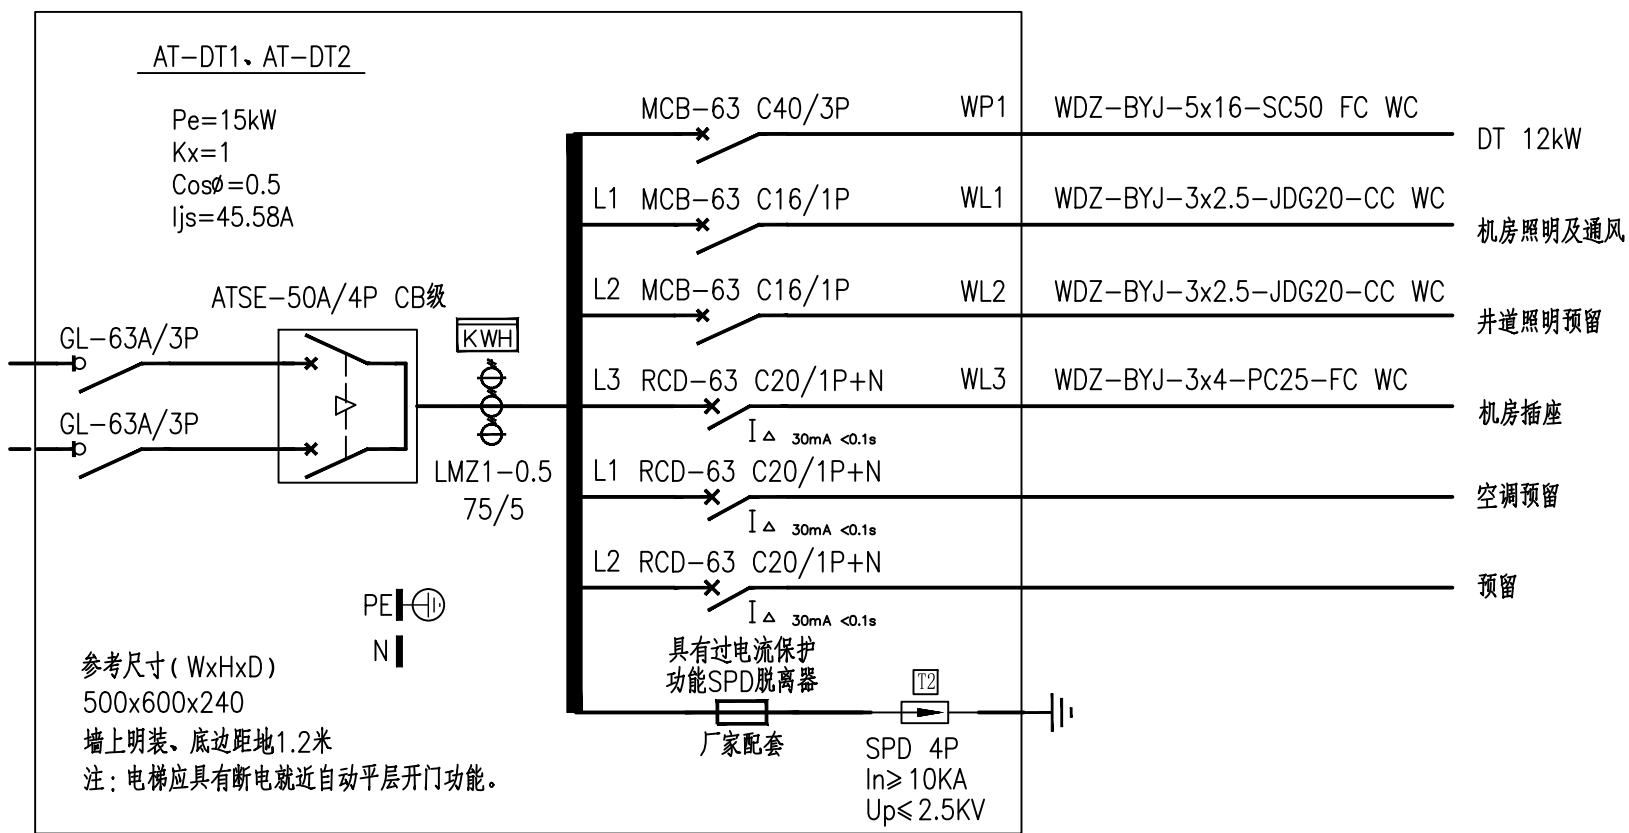 AT-DT1、AT-DT2
Pe=15kW
Kx=1
Cosø=0.5
Ijs=45.58A
ATSE-50A/4P CB级
GL-63A/3P
GL-63A/3P
KWH
LMZ1-0.5
75/5
PE
N
参考尺寸(WxHxD)
500x600x240
墙上明装、底边距地1.2米
注:电梯应具有断电就近自动平层开门功能。
MCB-63 C40/3P WP1 WDZ-BYJ-5x16-SC50 FC WC
DT 12kW
L1 MCB-63 C16/1P WL1 WDZ-BYJ-3x2.5-JDG20-CC WC
机房照明及通风
L2 MCB-63 C16/1P WL2 WDZ-BYJ-3x2.5-JDG20-CC WC
井道照明预留
L3 RCD-63 C20/1P+N WL3 WDZ-BYJ-3x4-PC25-FC WC
机房插座
I△ 30mA <0.1s
L1 RCD-63 C20/1P+N
空调预留
I△ 30mA <0.1s
L2 RCD-63 C20/1P+N
预留
I△ 30mA <0.1s
具有过电流保护
功能SPD脱离器
厂家配套
T2
SPD 4P
In≥10KA
Up≤2.5KV